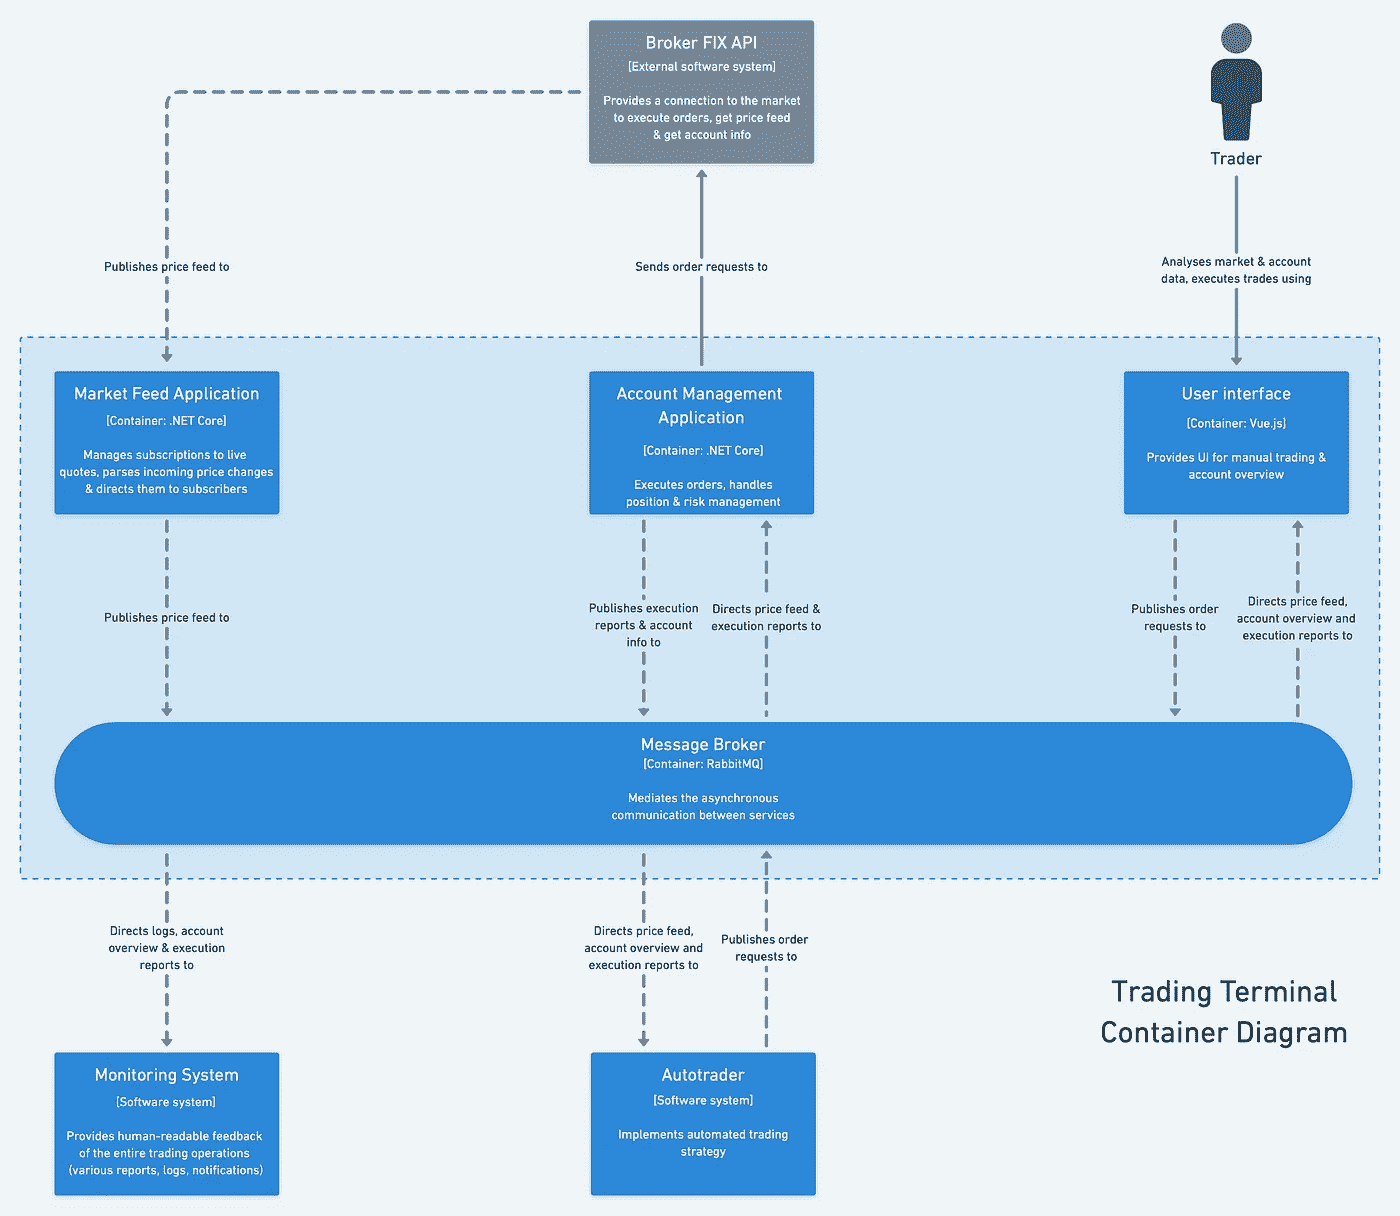 Broker FIX API
[External software system]
Provides a connection to the market
to execute orders, get price feed
& get account info
Trader
Publishes price feed to
Sends order requests to
Analyses market & account
data, executes trades using
Market Feed Application
[Container: .NET Core]
Manages subscriptions to live
quotes, parses incoming price changes
& directs them to subscribers
Account Management
Application
[Container: .NET Core]
Executes orders, handles
position & risk management
User interface
[Container: Vue.js]
Provides UI for manual trading &
account overview
Publishes price feed to
Publishes execution
reports & account
info to
Directs price feed &
execution reports to
Publishes order
requests to
Directs price feed,
account overview and
execution reports to
Message Broker
[Container: RabbitMQ]
Mediates the asynchronous
communication between services
Directs logs, account
overview & execution
reports to
Directs price feed,
account overview and
execution reports to
Publishes order
requests to
Trading Terminal
Container Diagram
Monitoring System
[Software system]
Provides human-readable feedback
of the entire trading operations
(various reports, logs, notifications)
Autotrader
[Software system]
Implements automated trading
strategy